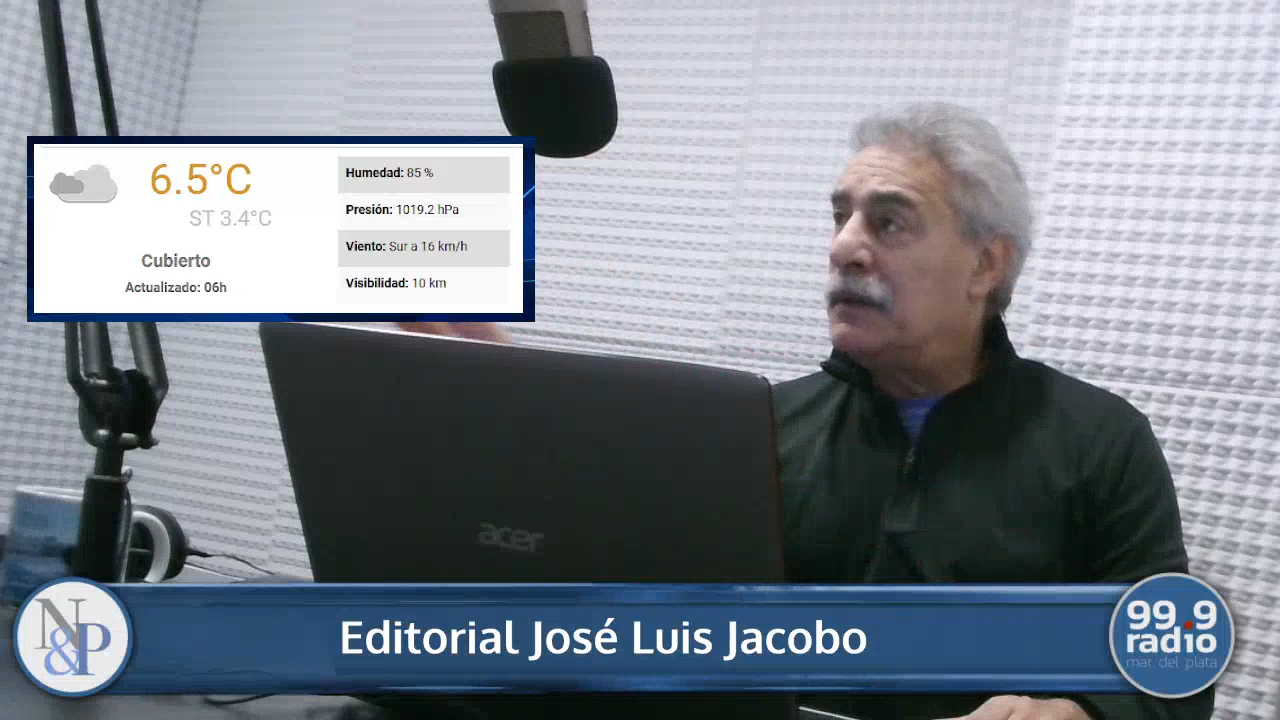 6.5°C
ST 3.4°C
Cubierto
Actualizado: 06h
Humedad: 85 %
Presión: 1019.2 hPa
Viento: Sur a 16 km/h
Visibilidad: 10 km
acer
Editorial José Luis Jacobo
N&P
99.9
radio
mar del plata